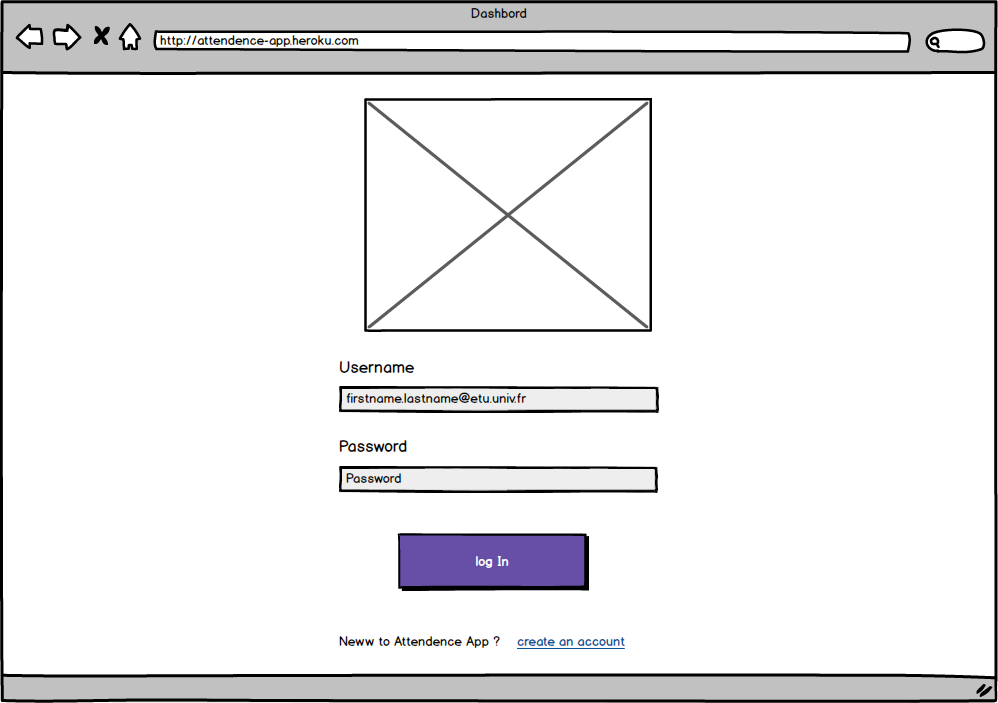 Dashbord
http://attendence-app.heroku.com
Username
firstname.lastname@etu.univ.fr
Password
Password
log In
Neww to Attendence App ? create an account